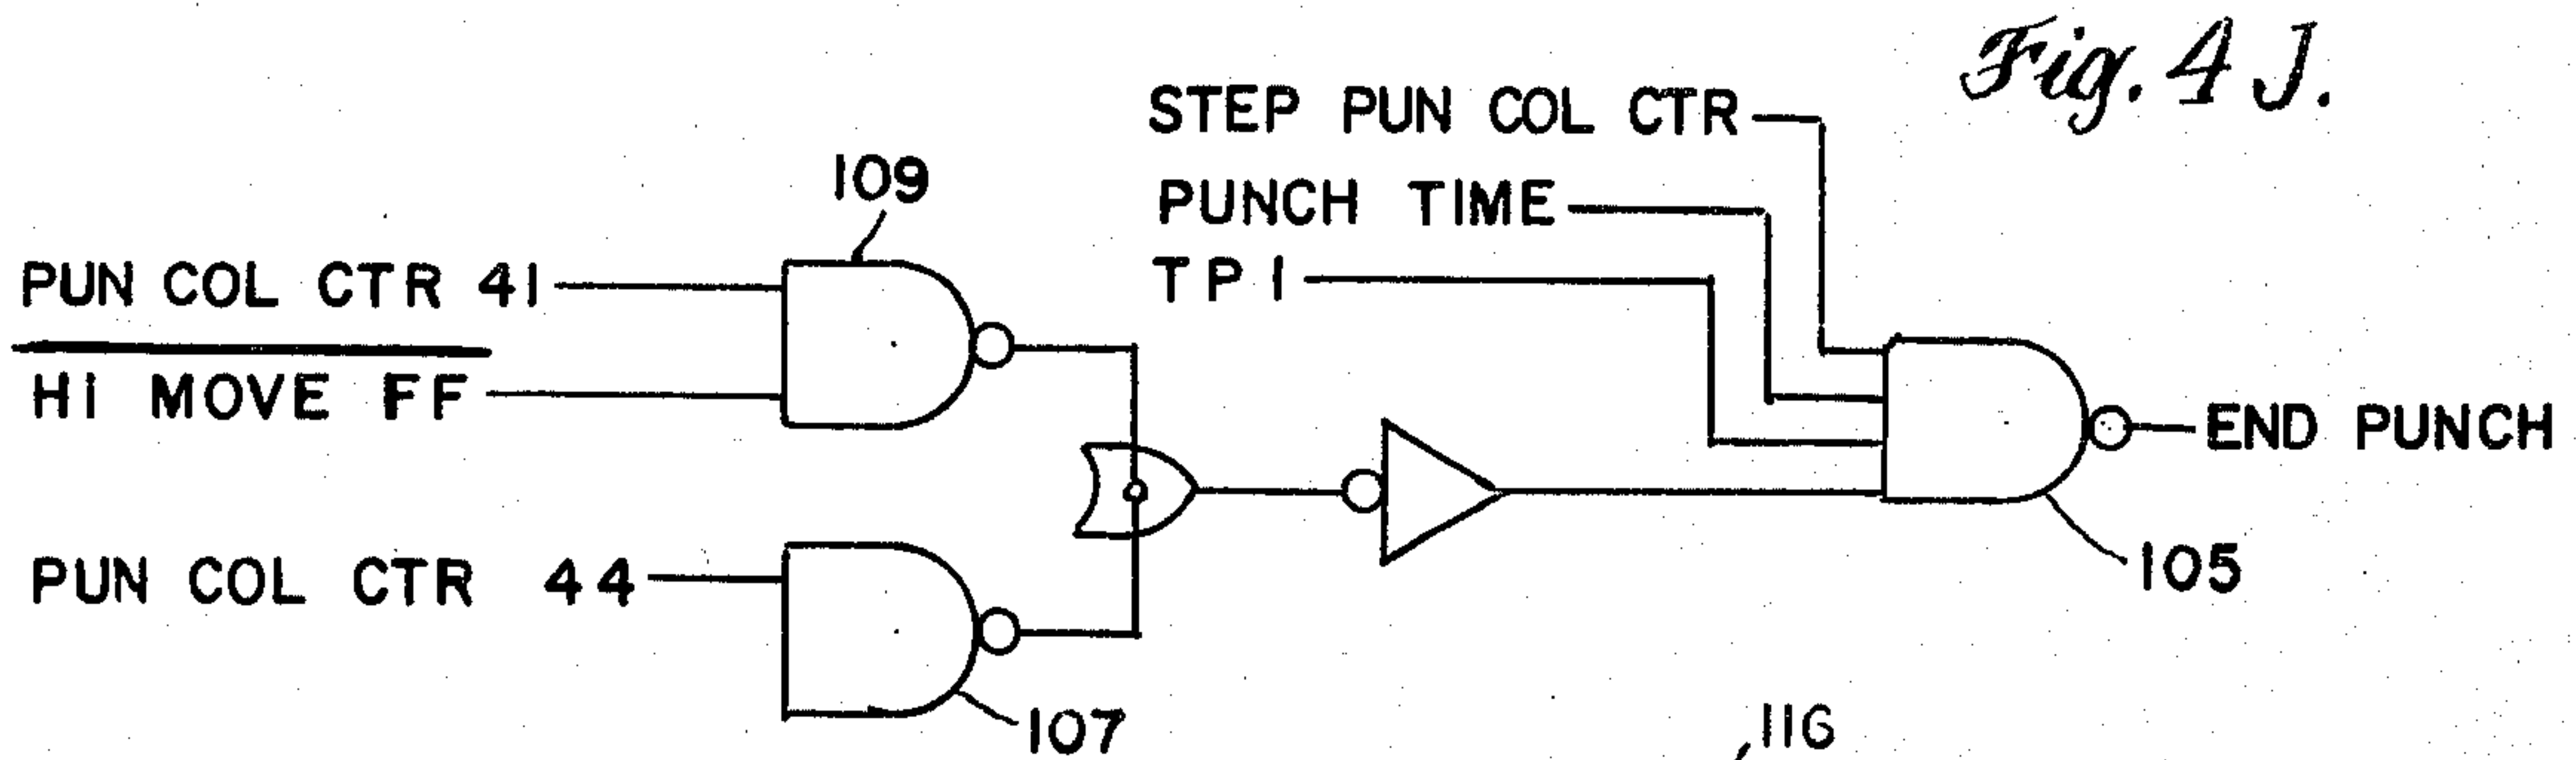 Fig. 4 J.
STEP PUN COL CTR
109
PUNCH TIME
TP1
PUN COL CTR 41
HI MOVE FF
END PUNCH
PUN COL CTR 44
105
107
116